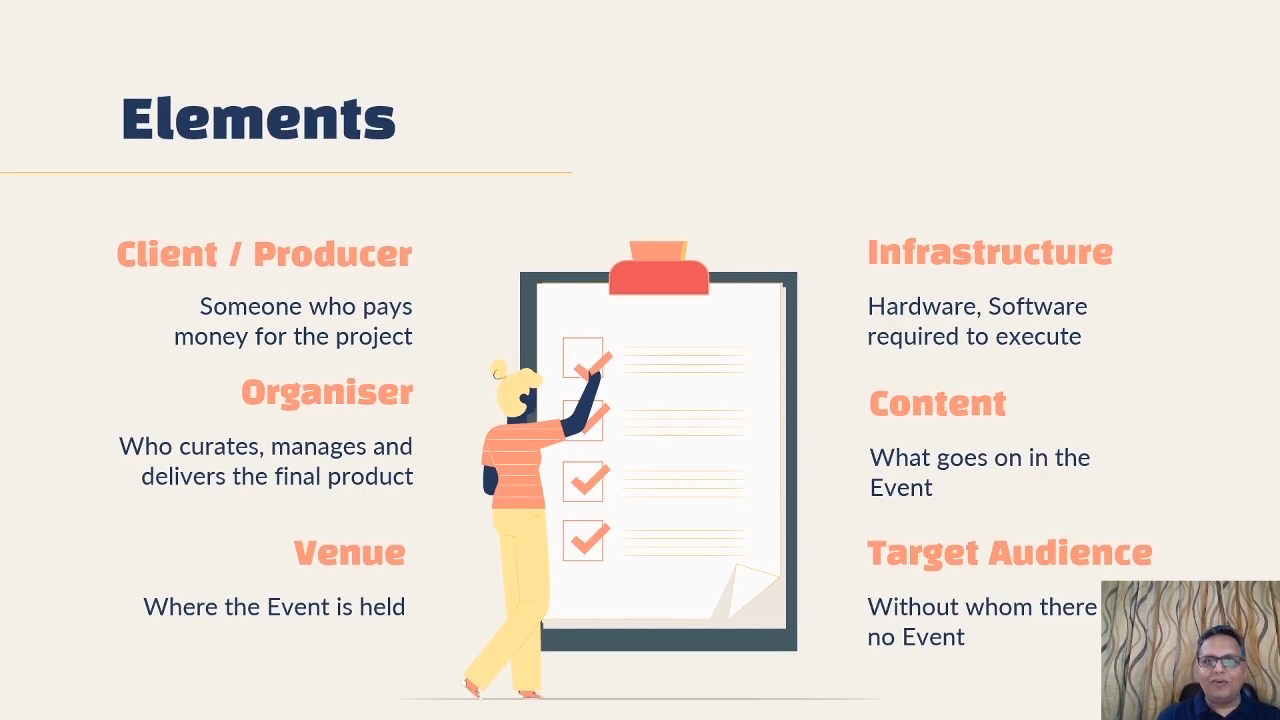 Elements
Client / Producer
Someone who pays
money for the project
Organiser
Who curates, manages and
delivers the final product
Venue
Where the Event is held
Infrastructure
Hardware, Software
required to execute
Content
What goes on in the
Event
Target Audience
Without whom there
no Event